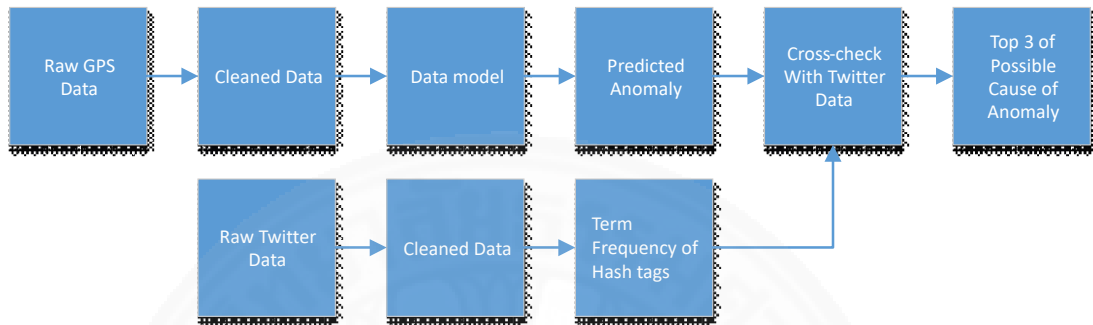 Raw GPS
Data
Cleaned Data
Data model
Predicted
Anomaly
Cross-check
With Twitter
Data
Top 3 of
Possible
Cause of
Anomaly
Raw Twitter
Data
Cleaned Data
Term
Frequency of
Hash tags